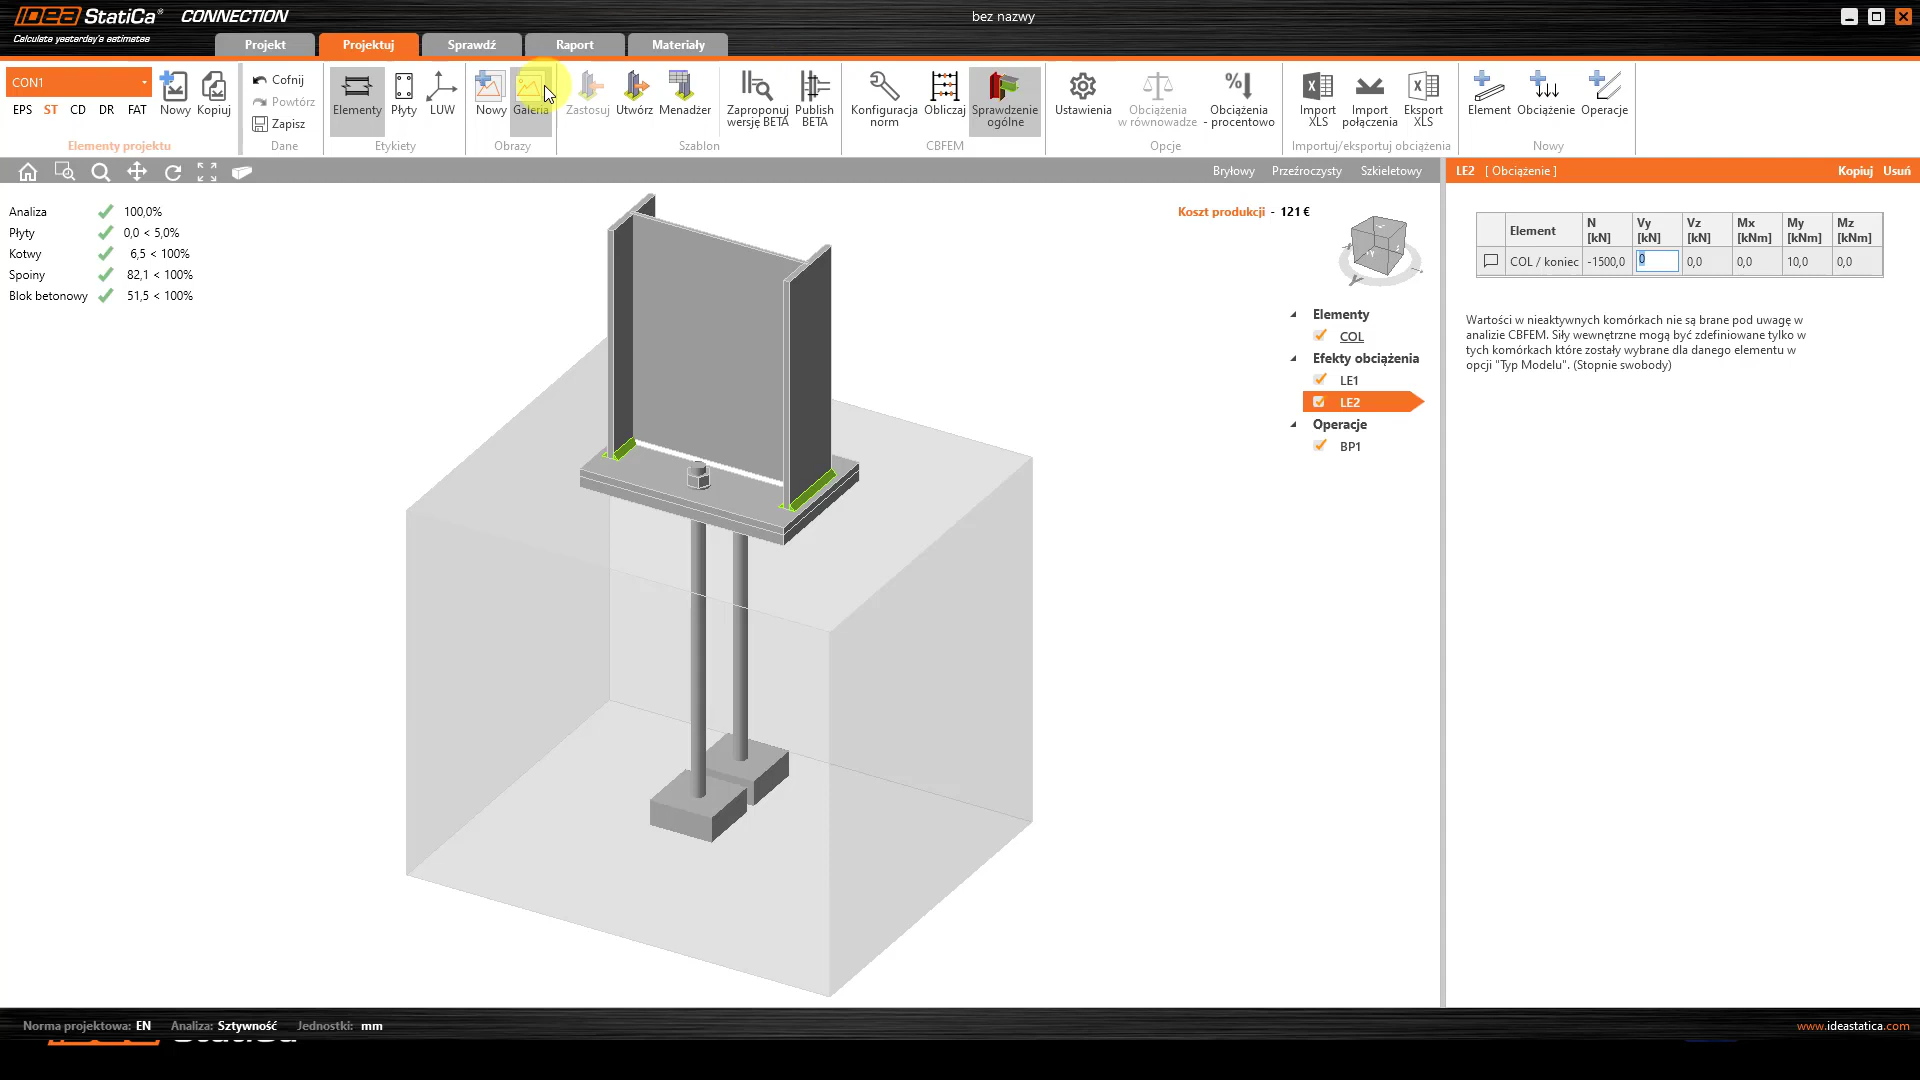 IDEA StatiCa® CONNECTION
Calculate yesterday's estimates
bez nazwy
Projekt
Projektuj
Sprawdź
Raport
Materiały
CON1
EPS ST CD DR FAT
Nowy
Kopiuj
Elementy projektu
Cofnij
Powtórz
Zapisz
Dane
Elementy
Płyty
LUW
Etykiety
Nowy
Galeria
Obrazy
Zastosuj
Utwórz
Menadżer
Zaproponuj
wersję BETA
Publish
BETA
Szablon
Konfiguracja
norm
Obliczaj
Sprawdzenie
ogólne
CBFEM
Ustawienia
Obciążenia
w równowadze
Obciążenia
- procentowo
Opcje
Import
XLS
Import
połączenia
Eksport
XLS
Importuj/eksportuj obciążenia
Element
Obciążenie
Operacje
Nowy
Bryłowy
Przeźroczysty
Szkieletowy
LE2 [ Obciążenie ]
Kopiuj
Usuń
Analiza 100,0%
Płyty 0,0 < 5,0%
Kotwy 6,5 < 100%
Spoiny 82,1 < 100%
Blok betonowy 51,5 < 100%
Koszt produkcji - 121 €
Elementy
COL
Efekty obciążenia
LE1
LE2
Operacje
BP1
Element N [kN] Vy [kN] Vz [kN] Mx [kNm] My [kNm] Mz [kNm]
COL / koniec -1500,0 0 0,0 0,0 10,0 0,0
Wartości w nieaktywnych komórkach nie są brane pod uwagę w
analizie CBFEM. Siły wewnętrzne mogą być zdefiniowane tylko w
tych komórkach które zostały wybrane dla danego elementu w
opcji "Typ Modelu". (Stopnie swobody)
Norma projektowa: EN Analiza: Sztywność Jednostki: mm
www.ideastatica.com